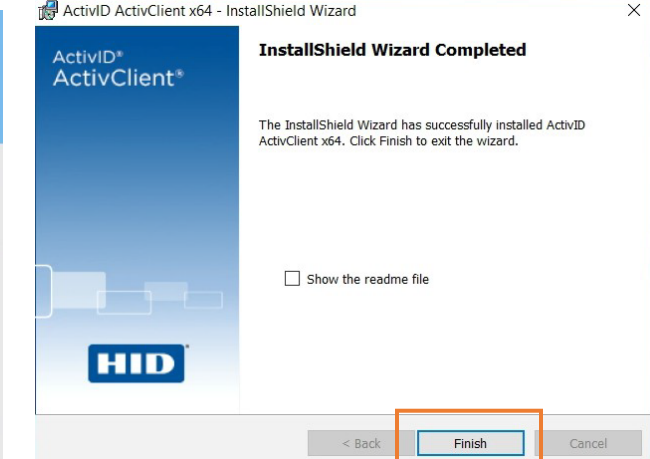 ActivID ActivClient x64 - InstallShield Wizard
ActivID®
ActivClient®
InstallShield Wizard Completed
The InstallShield Wizard has successfully installed ActivID
ActivClient x64. Click Finish to exit the wizard.
Show the readme file
HID
< Back
Finish
Cancel